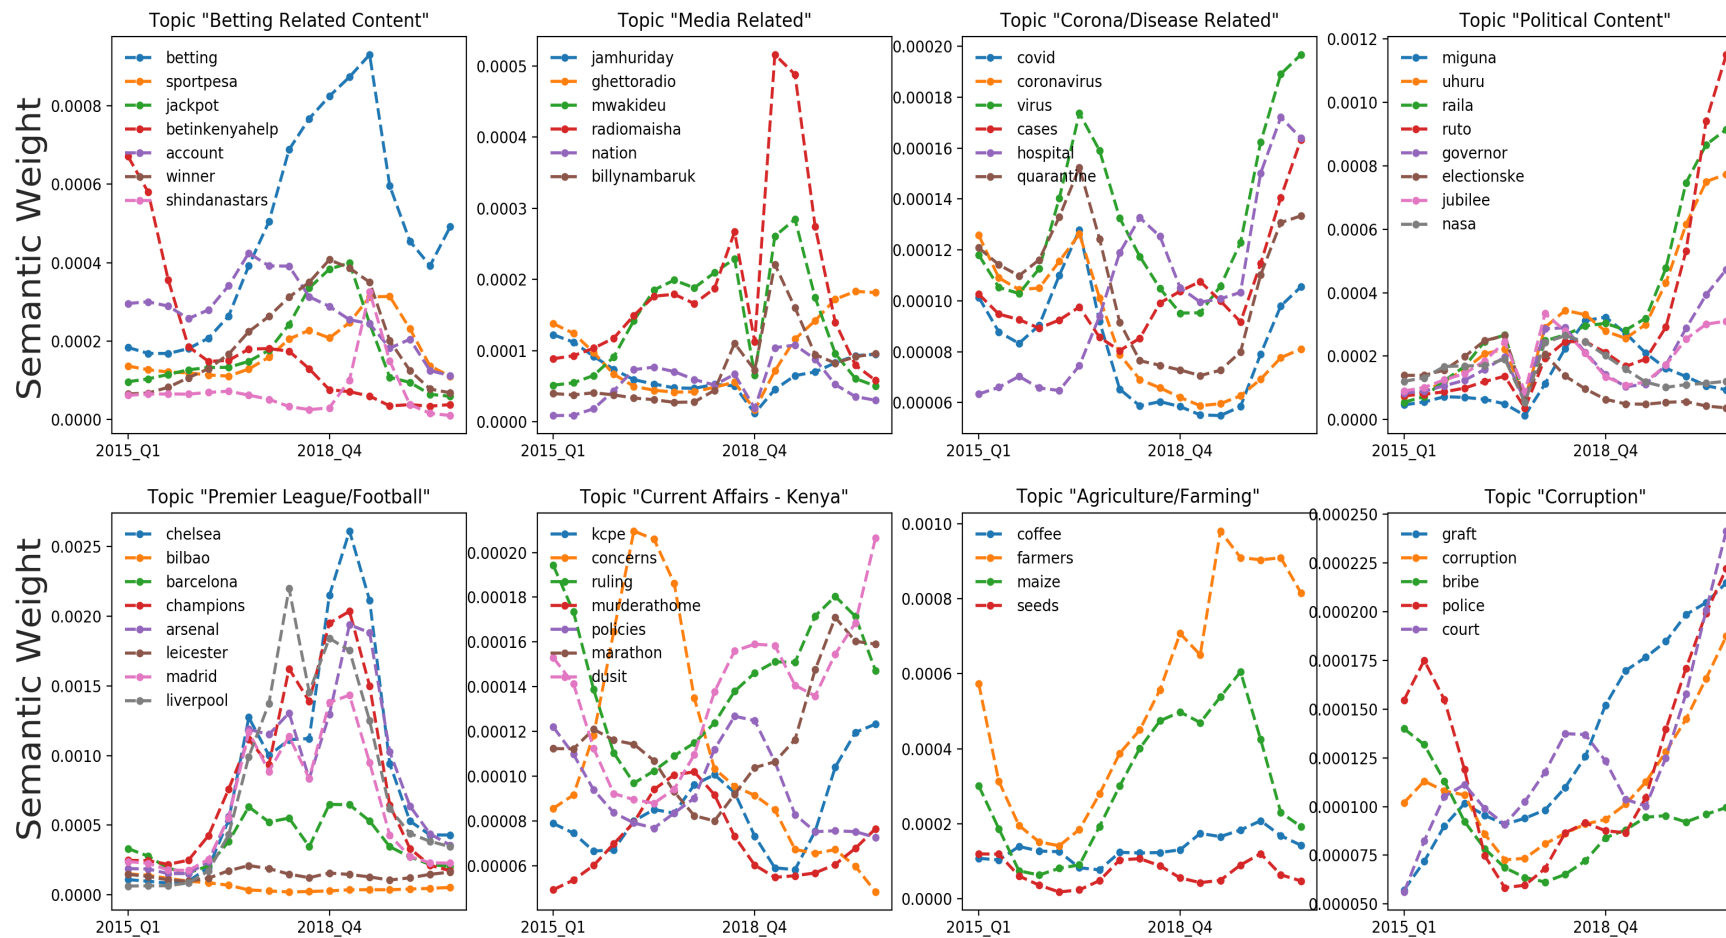 Topic "Betting Related Content"
Semantic Weight
0.0008
0.0006
0.0004
0.0002
0.0000
betting
sportpesa
jackpot
betinkenyahelp
account
winner
shindanastars
2015_Q1
2018_Q4
Topic "Media Related"
0.0005
0.0004
0.0003
0.0002
0.0001
0.0000
jamhuriday
ghettoradio
mwakideu
radiomaisha
nation
billynambaruk
2015_Q1
2018_Q4
Topic "Corona/Disease Related"
0.00020
0.00018
0.00016
0.00014
0.00012
0.00010
0.00008
0.00006
covid
coronavirus
virus
cases
hospital
quarantine
2015_Q1
2018_Q4
Topic "Political Content"
0.0012
0.0010
0.0008
0.0006
0.0004
0.0002
0.0000
miguna
uhuru
raila
ruto
governor
electionske
jubilee
nasa
2015_Q1
2018_Q4
Topic "Premier League/Football"
Semantic Weight
0.0025
0.0020
0.0015
0.0010
0.0005
0.0000
chelsea
bilbao
barcelona
champions
arsenal
leicester
madrid
liverpool
2015_Q1
2018_Q4
Topic "Current Affairs - Kenya"
0.00020
0.00018
0.00016
0.00014
0.00012
0.00010
0.00008
0.00006
kcpe
concerns
ruling
murderathome
policies
marathon
dusit
2015_Q1
2018_Q4
Topic "Agriculture/Farming"
0.0010
0.0008
0.0006
0.0004
0.0002
0.0000
coffee
farmers
maize
seeds
2015_Q1
2018_Q4
Topic "Corruption"
0.000250
0.000225
0.000200
0.000175
0.000150
0.000125
0.000100
0.000075
0.000050
graft
corruption
bribe
police
court
2015_Q1
2018_Q4